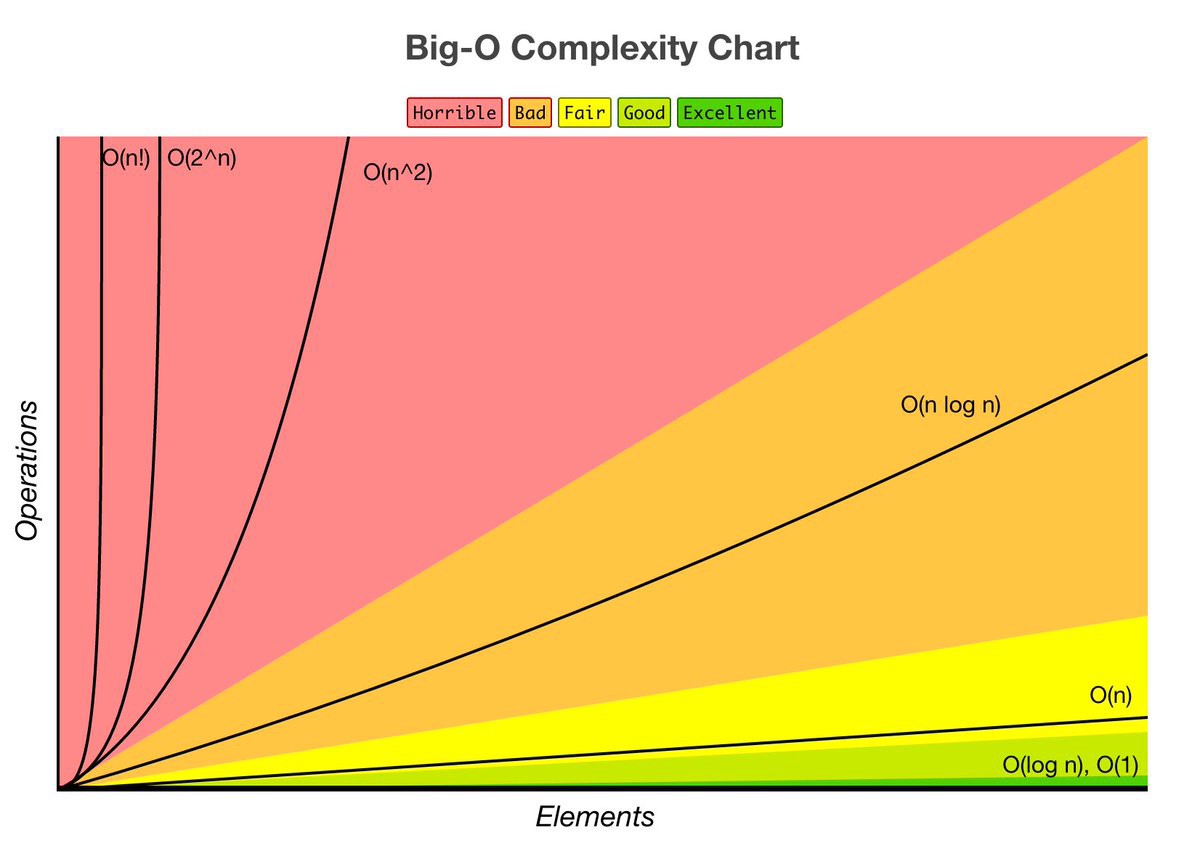 Big-O Complexity Chart
Horrible Bad Fair Good Excellent
O(n!) O(2^n)
O(n^2)
O(n log n)
O(n)
O(log n), O(1)
Operations
Elements